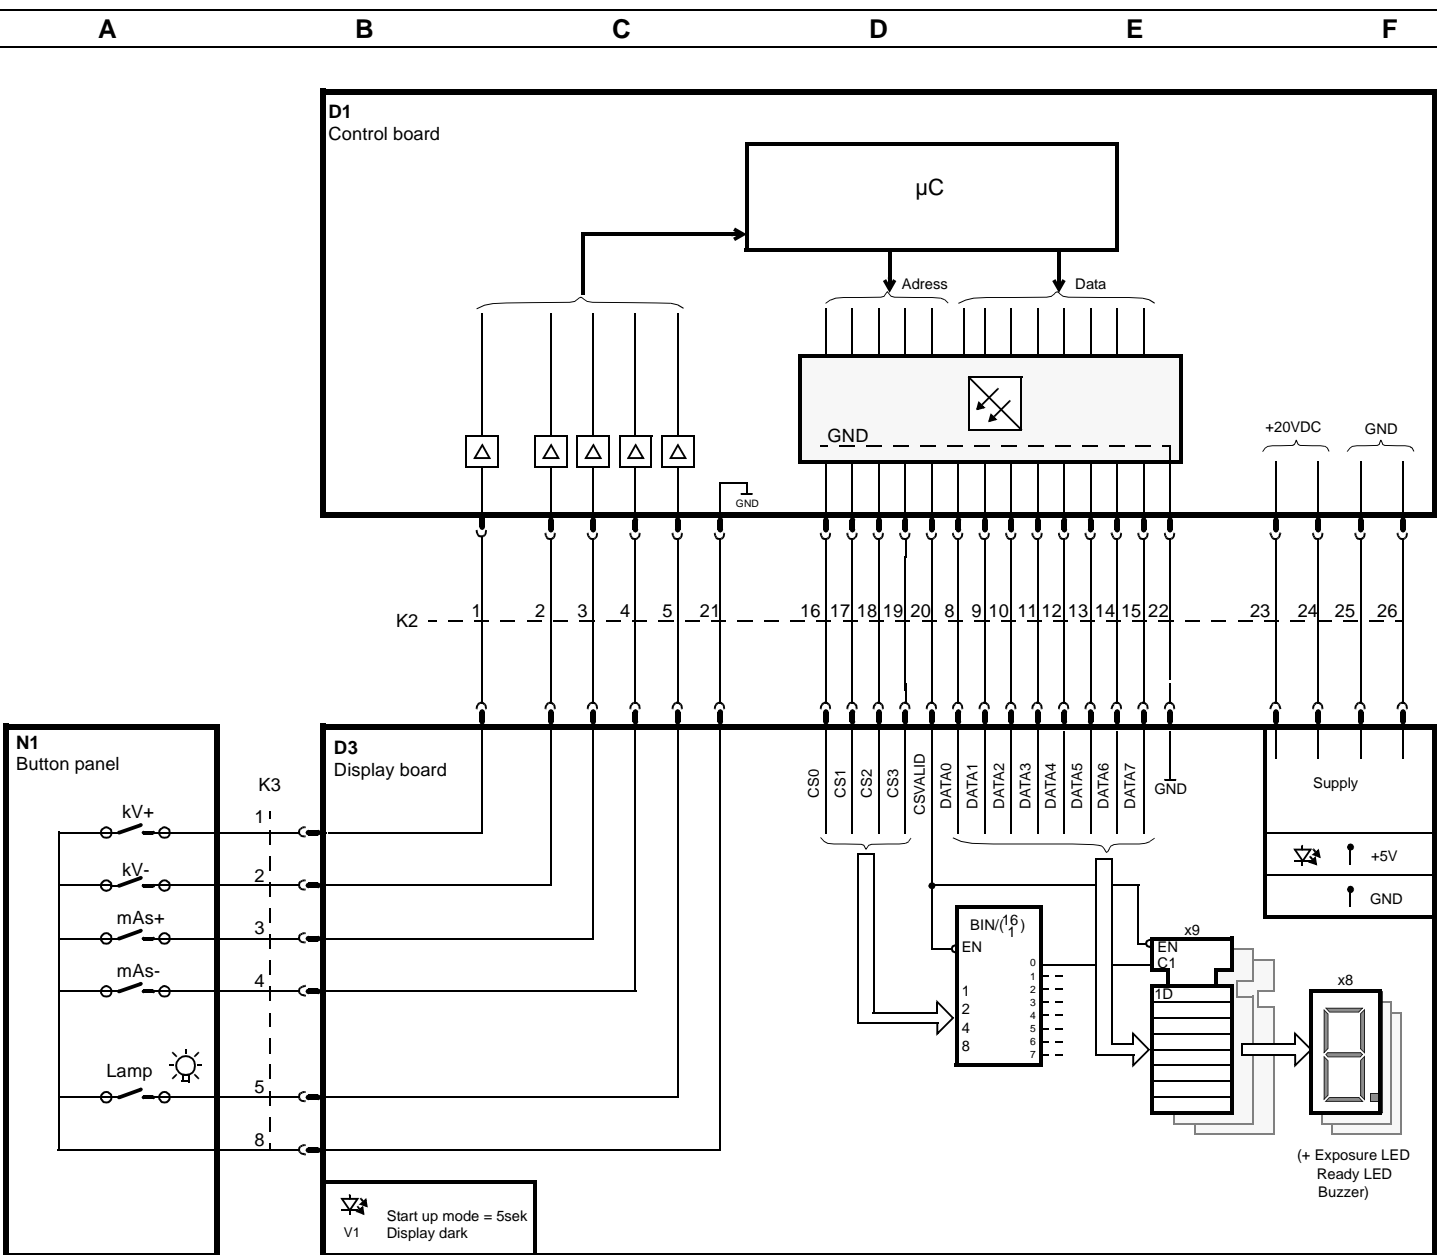 A B C D E F
D1
Control board
µC
Adress
Data
GND
+20VDC
GND
GND
K2
1 2 3 4 5 21 16 17 18 19 20 8 9 10 11 12 13 14 15 22 23 24 25 26
N1
Button panel
K3
kV+
1
kV-
2
mAs+
3
mAs-
4
Lamp
5
8
D3
Display board
CS0
CS1
CS2
CS3
CSVALID
DATA0
DATA1
DATA2
DATA3
DATA4
DATA5
DATA6
DATA7
GND
Supply
+5V
GND
BIN/(16 1)
EN
1
2
4
8
0
1
2
3
4
5
6
7
x9
EN
C1
1D
x8
(+ Exposure LED
Ready LED
Buzzer)
V1
Start up mode = 5sek
Display dark